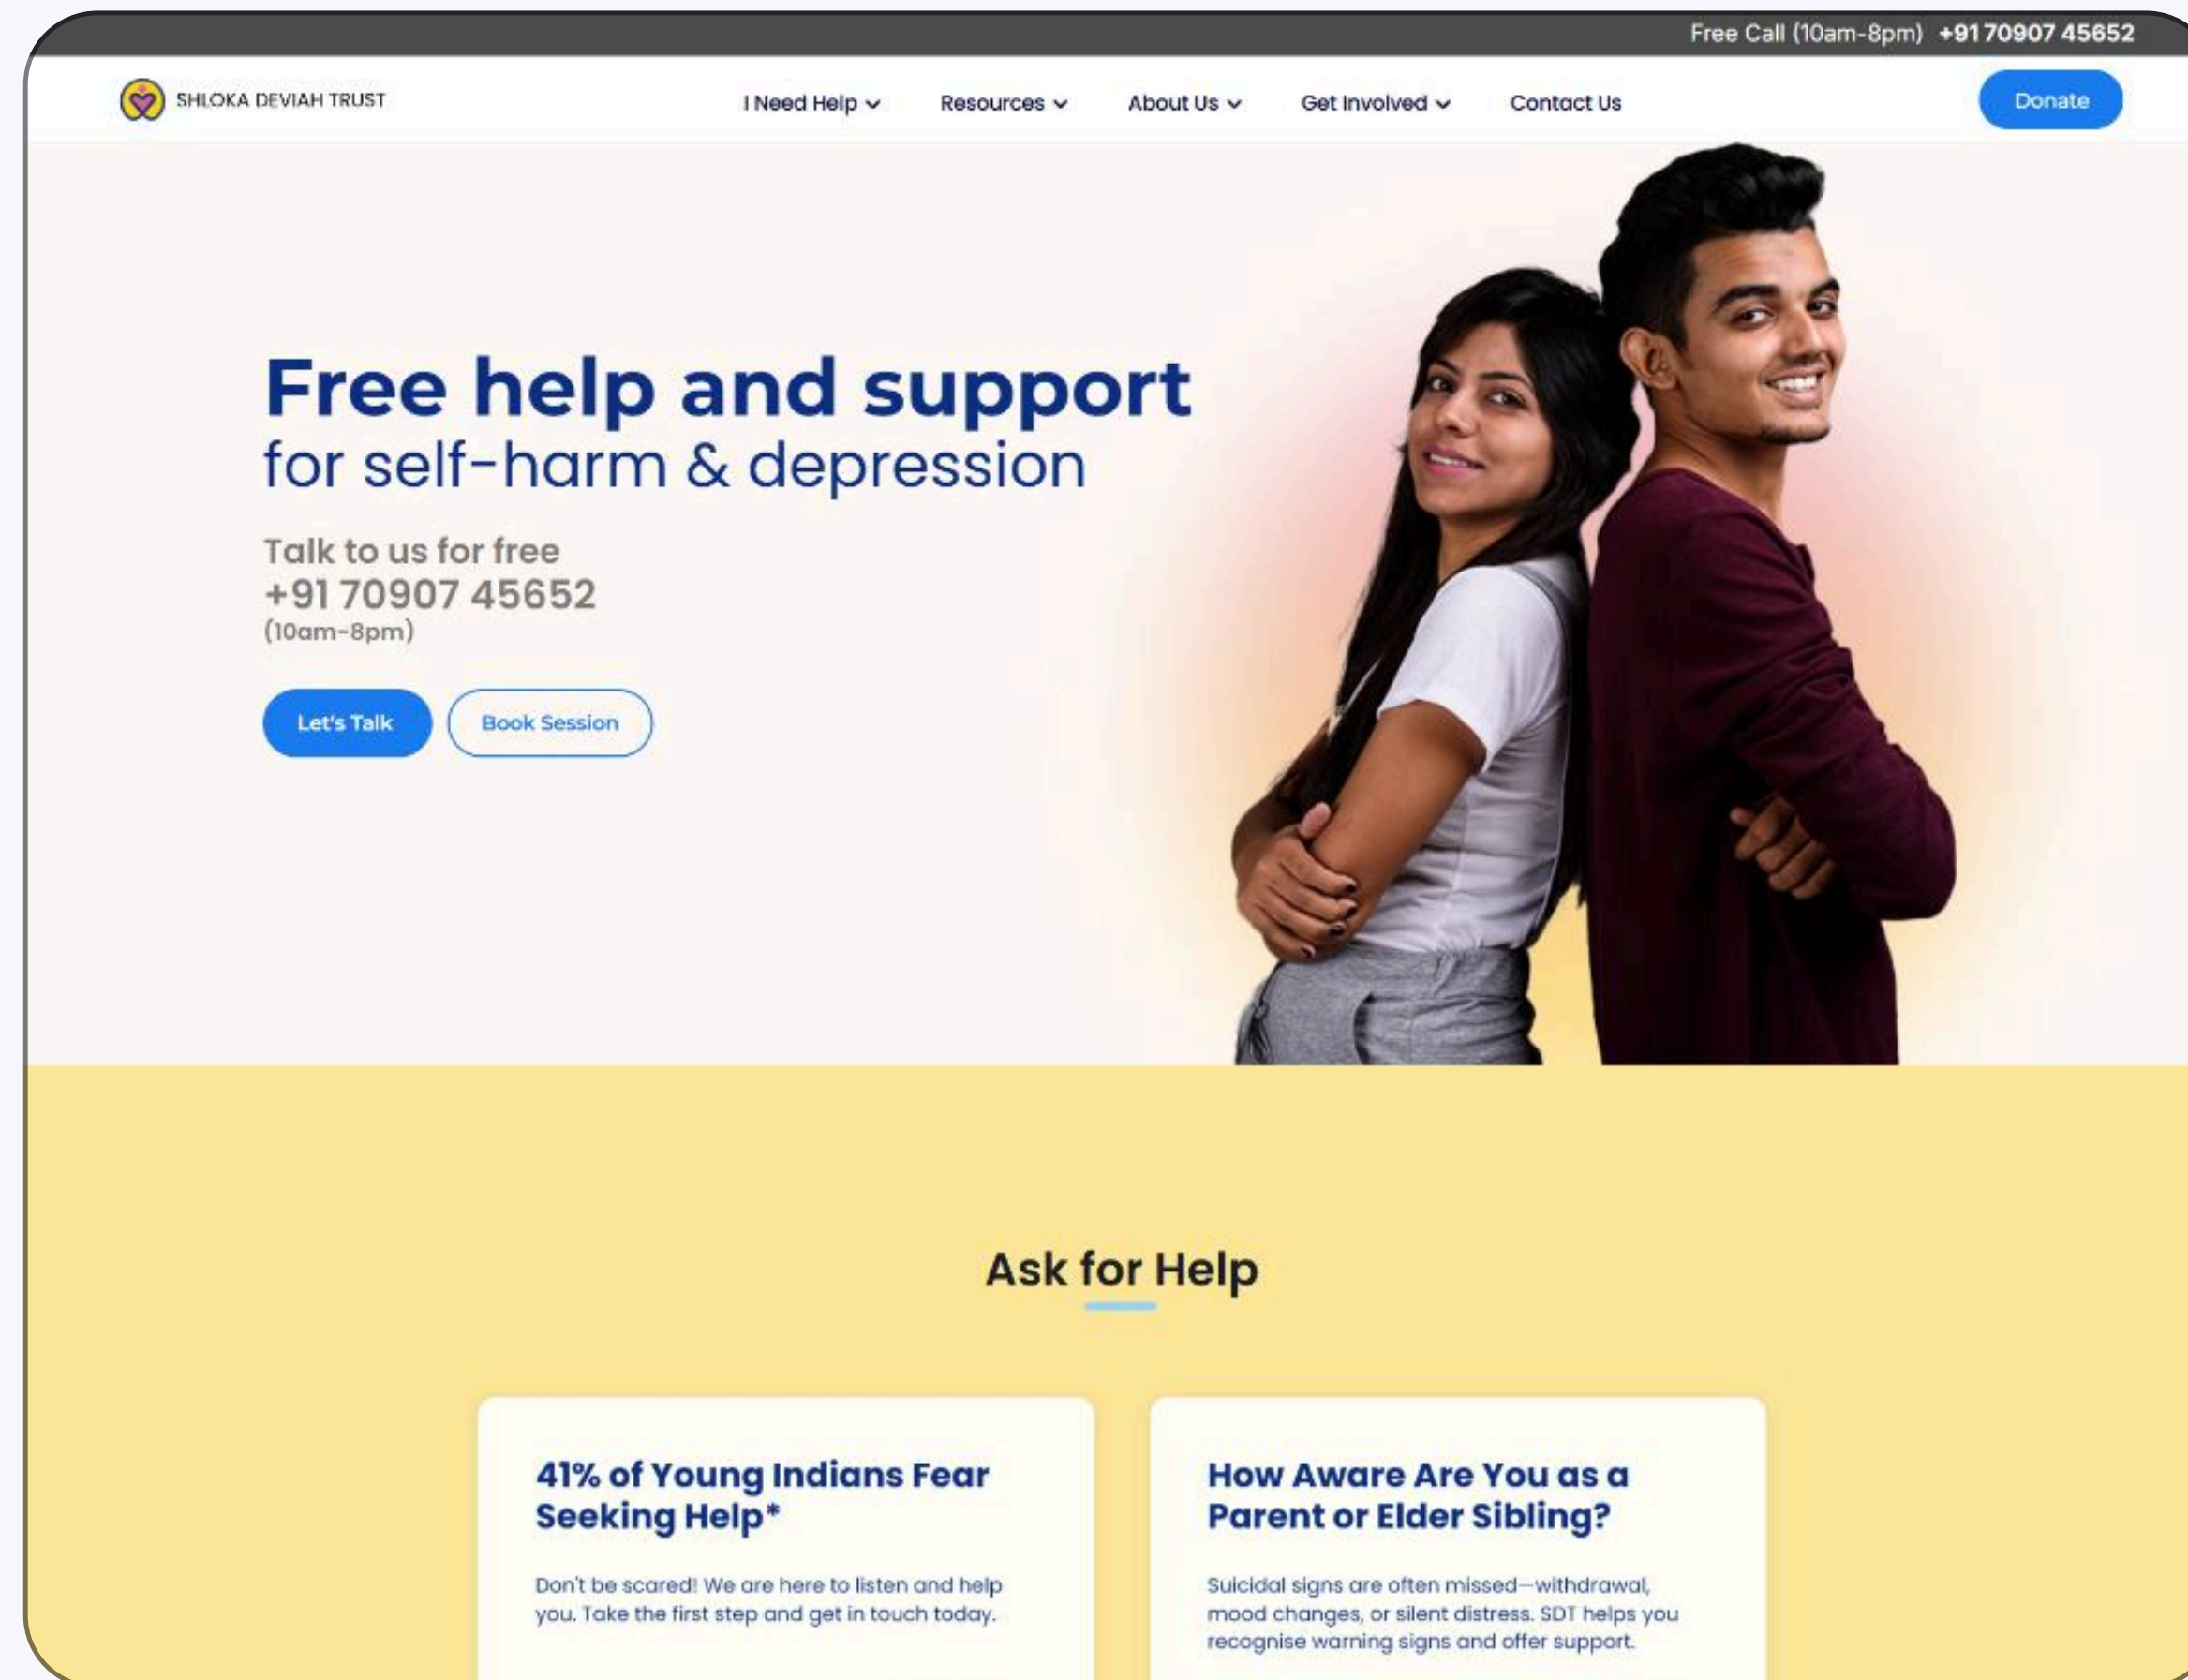 Free Call (10am-8pm) +91 70907 45652
SHLOKA DEVIAH TRUST
I Need Help
Resources
About Us
Get Involved
Contact Us
Donate
Free help and support
for self-harm & depression
Talk to us for free
+91 70907 45652
(10am-8pm)
Let's Talk
Book Session
Ask for Help
41% of Young Indians Fear
Seeking Help*
Don't be scared! We are here to listen and help
you. Take the first step and get in touch today.
How Aware Are You as a
Parent or Elder Sibling?
Suicidal signs are often missed—withdrawal,
mood changes, or silent distress. SDT helps you
recognise warning signs and offer support.